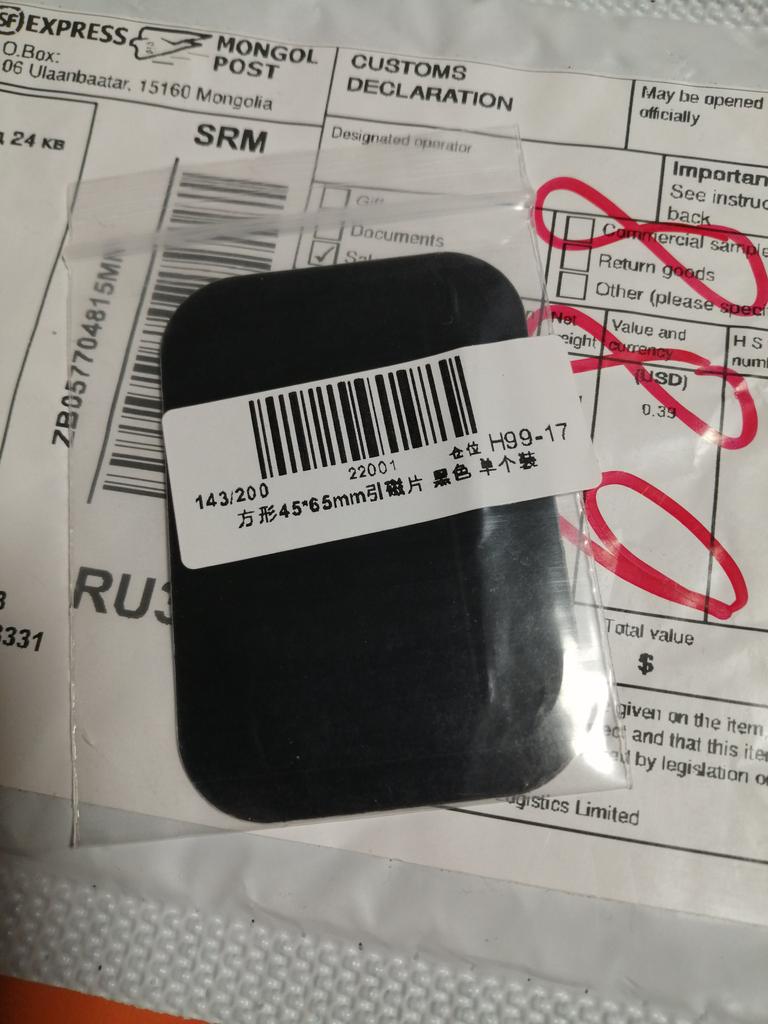 SF EXPRESS
MONGOL
POST
O.Box:
06 Ulaanbaatar, 15160 Mongolia
CUSTOMS
DECLARATION
May be opened
officially
24 кв
SRM
Designated operator
Importan
See instruc
back
Gift
Documents
Commercial sample
Return goods
Other (please speci
ZB057704815MN
Net
eight
Value and
currency
(USD)
0.39
H S
num
22001
仓位 H99-17
143/200
方形45*65mm引磁片 黑色 单个装
RU3
331
Total value
$
given on the item,
and that this ite
by legislation o
ogistics Limited